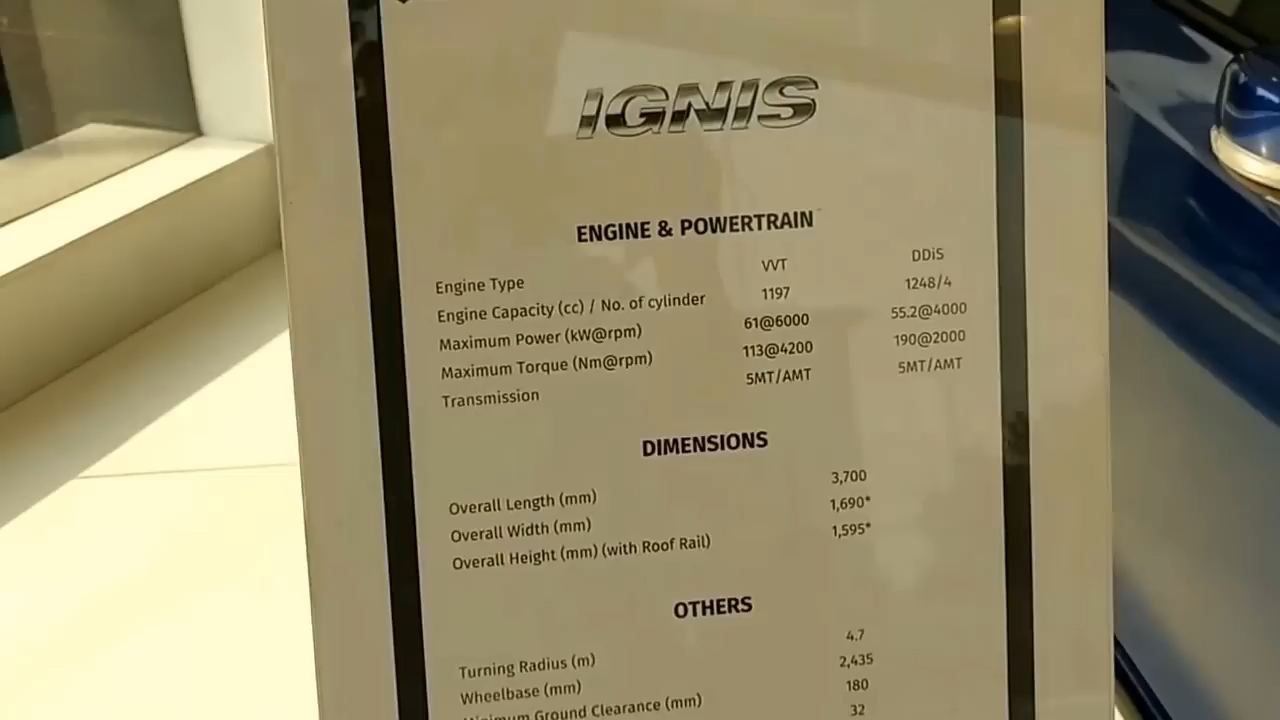 IGNIS
ENGINE & POWERTRAIN
Engine Type VVT DDiS
Engine Capacity (cc) / No. of cylinder 1197 1248/4
Maximum Power (kW@rpm) 61@6000 55.2@4000
Maximum Torque (Nm@rpm) 113@4200 190@2000
Transmission 5MT/AMT 5MT/AMT
DIMENSIONS
Overall Length (mm) 3,700
Overall Width (mm) 1,690*
Overall Height (mm) (with Roof Rail) 1,595*
OTHERS
Turning Radius (m) 4.7
Wheelbase (mm) 2,435
Minimum Ground Clearance (mm) 180
32